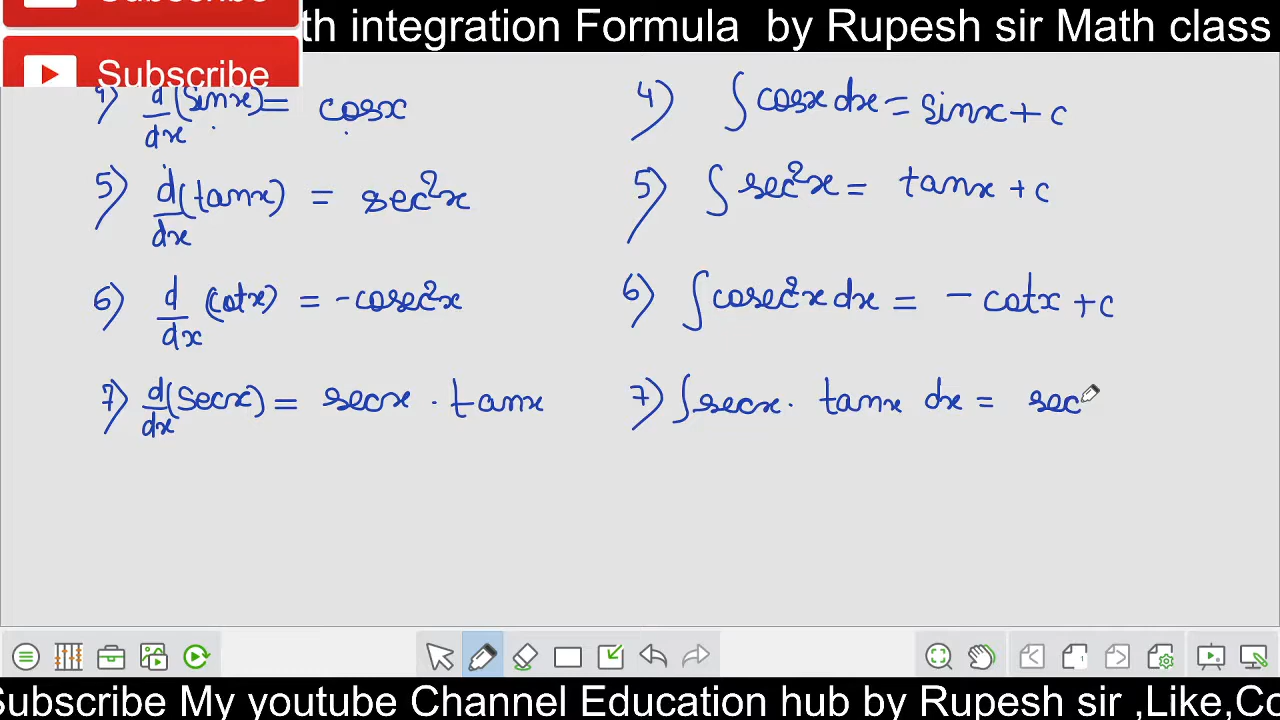 Subscribe
th integration Formula by Rupesh sir Math class
Subscribe
4) d/dx (sinx) = cosx
4) ∫ cosx dx = sinx + c
5) d/dx (tanx) = sec²x
5) ∫ sec²x = tanx + c
6) d/dx (cotx) = -cosec²x
6) ∫ cosec²x dx = - cotx + c
7) d/dx (secx) = secx . tanx
7) ∫ secx . tanx dx = sec
Subscribe My youtube Channel Education hub by Rupesh sir ,Like,Co